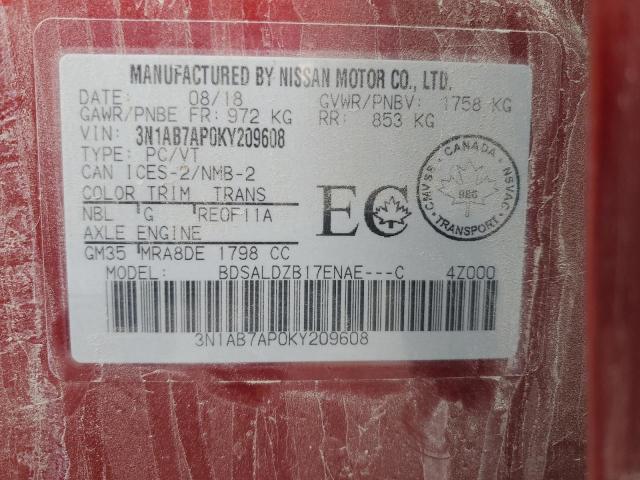 MANUFACTURED BY NISSAN MOTOR CO., LTD.
DATE: 08/18 GVWR/PNBV: 1758 KG
GAWR/PNBE FR: 972 KG RR: 853 KG
VIN: 3N1AB7AP0KY209608
TYPE: PC/VT
CAN ICES-2/NMB-2
COLOR TRIM TRANS
NBL G RE0F11A
AXLE ENGINE
GM35 MRA8DE 1798 CC
EC
CANADA
CMVSS NSVAC
TRANSPORT
MODEL: BDSALDZB17ENAE---C 4Z000
3N1AB7AP0KY209608